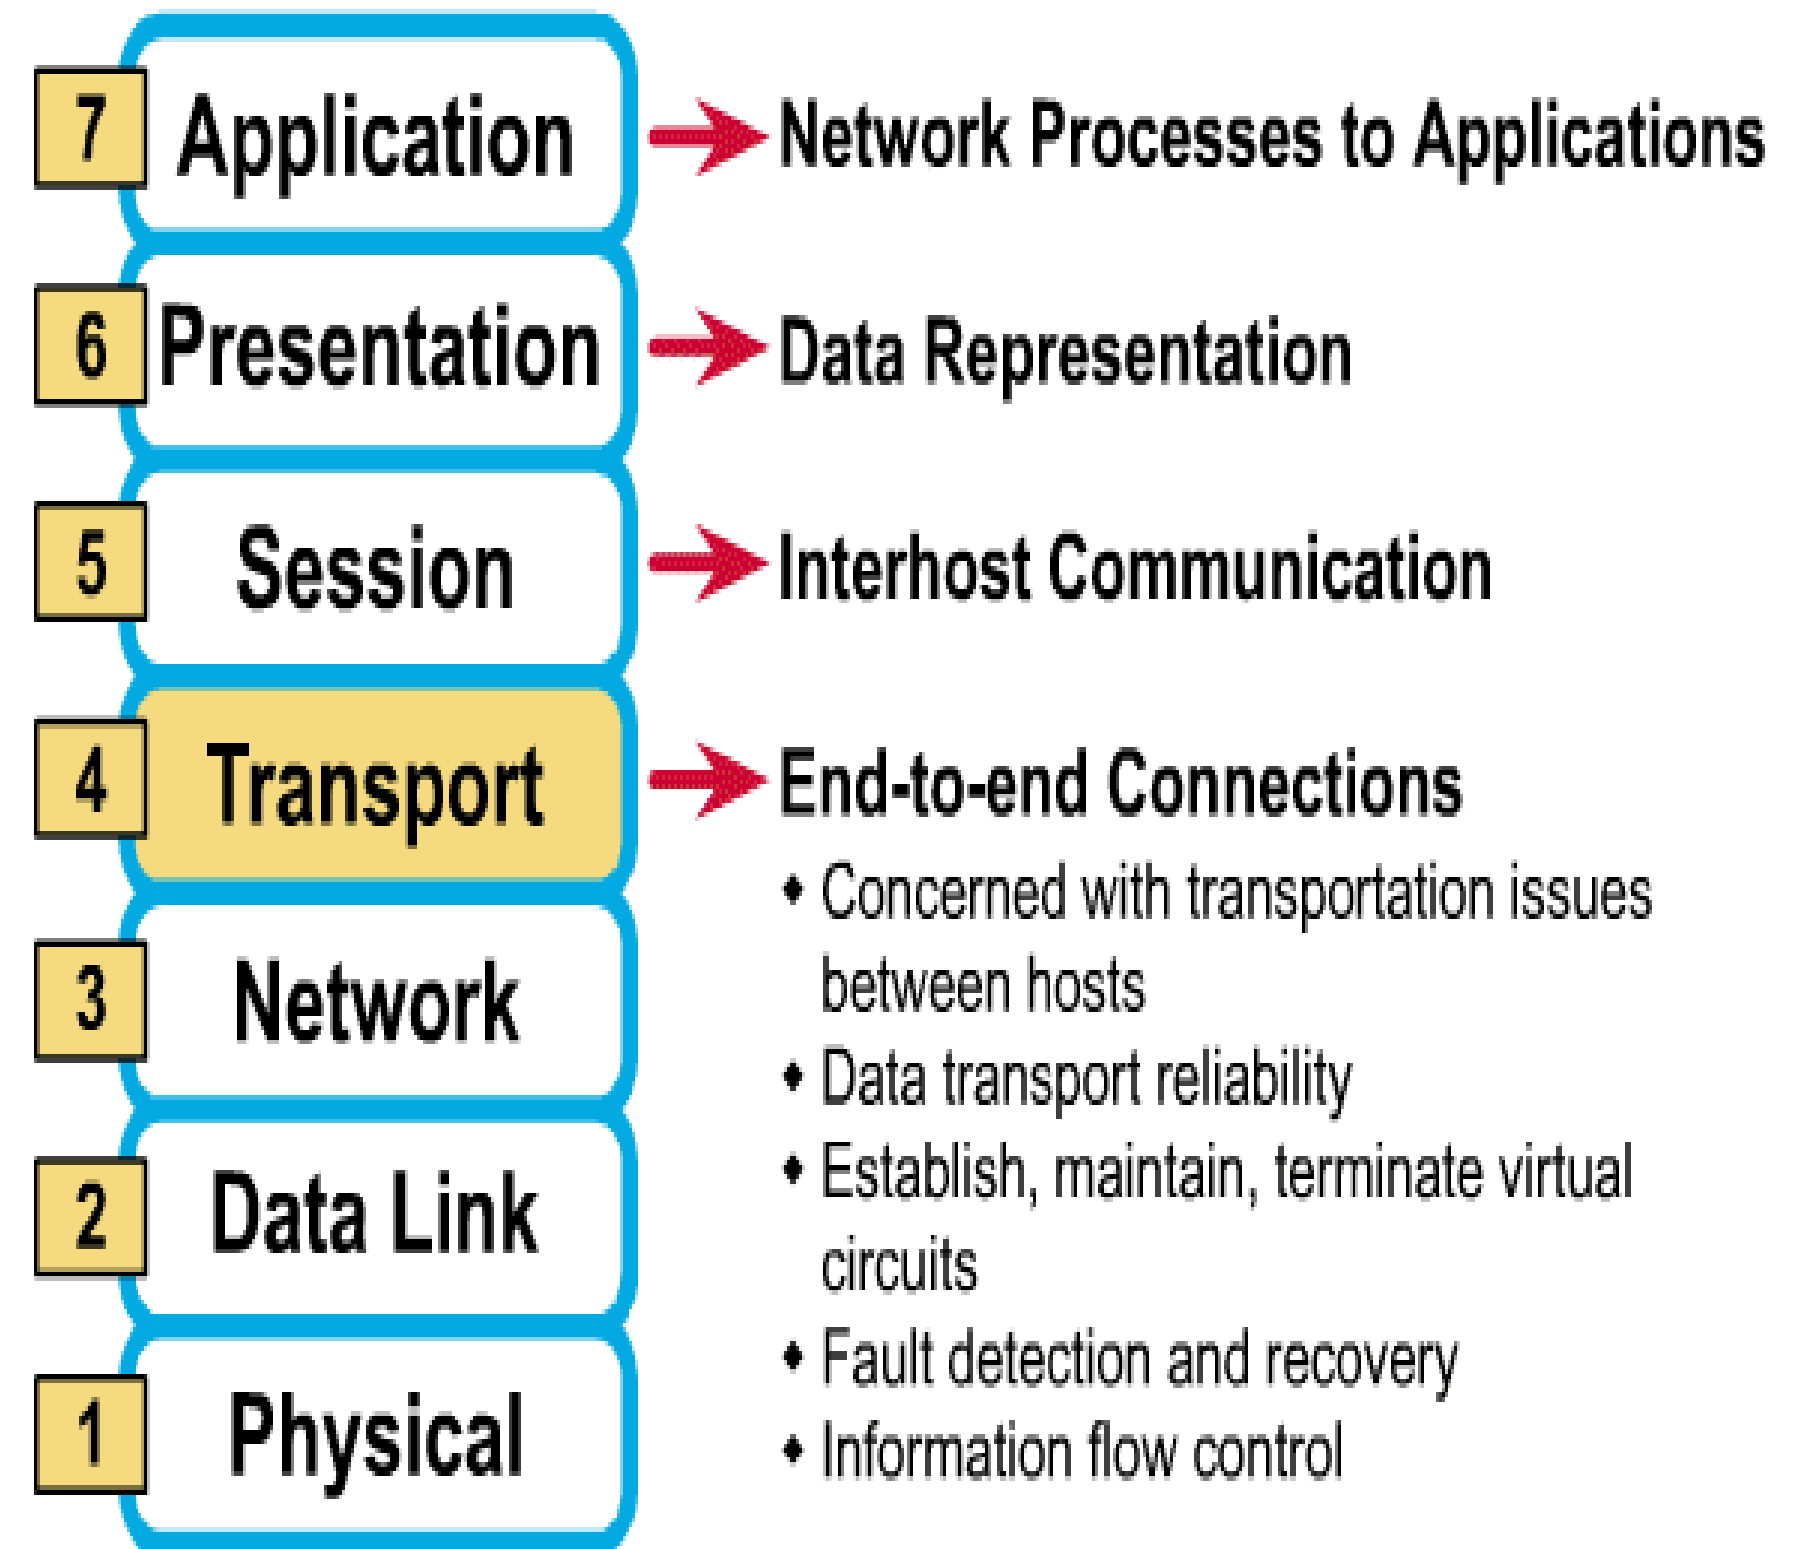 7 Application Network Processes to Applications
6 Presentation Data Representation
5 Session Interhost Communication
4 Transport End-to-end Connections
• Concerned with transportation issues
between hosts
3 Network
• Data transport reliability
• Establish, maintain, terminate virtual
2 Data Link
circuits
• Fault detection and recovery
1 Physical
• Information flow control